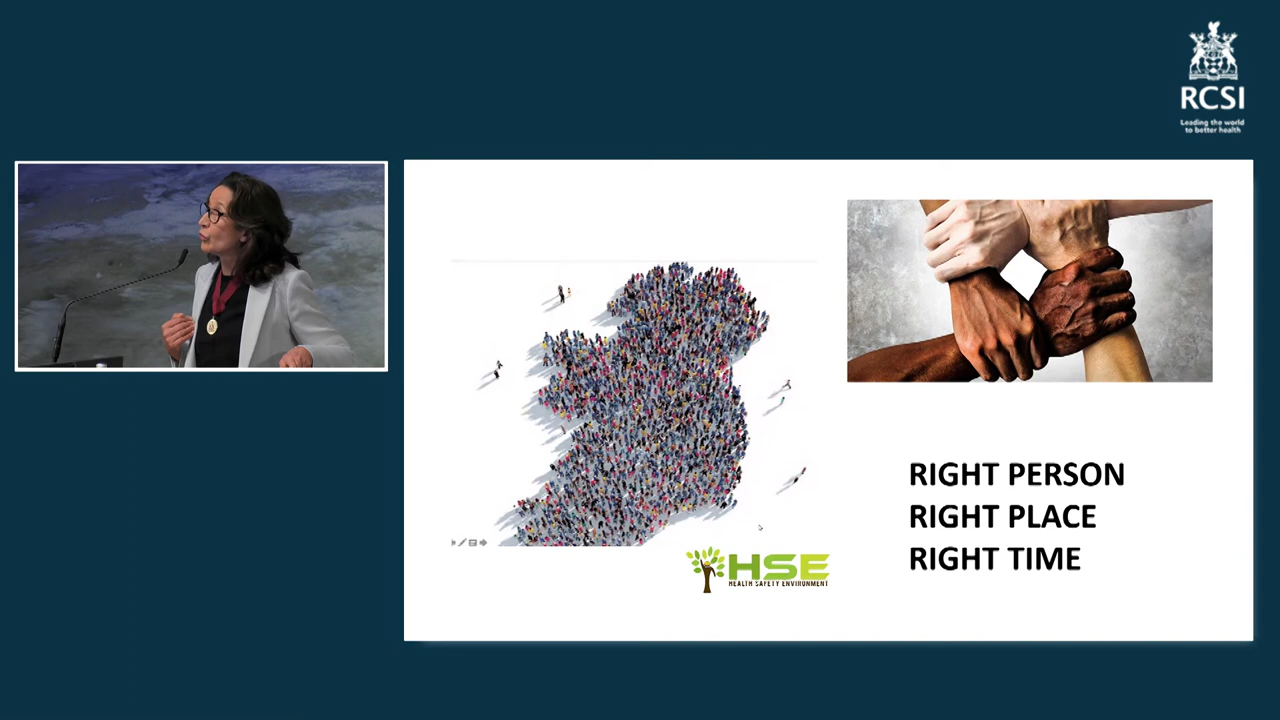 RCSI
Leading the world
to better health
RIGHT PERSON
RIGHT PLACE
RIGHT TIME
HSE
HEALTH SAFETY ENVIRONMENT